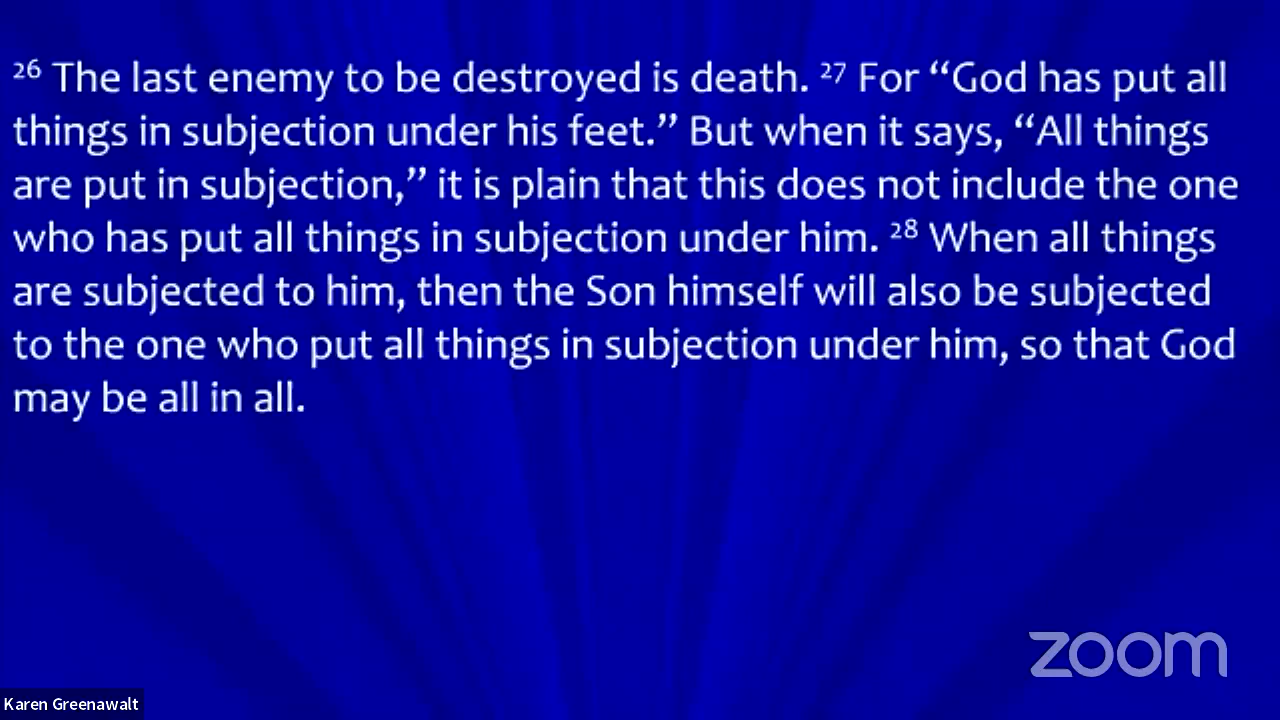 ²⁶ The last enemy to be destroyed is death. ²⁷ For “God has put all
things in subjection under his feet.” But when it says, “All things
are put in subjection,” it is plain that this does not include the one
who has put all things in subjection under him. ²⁸ When all things
are subjected to him, then the Son himself will also be subjected
to the one who put all things in subjection under him, so that God
may be all in all.
zoom
Karen Greenawalt